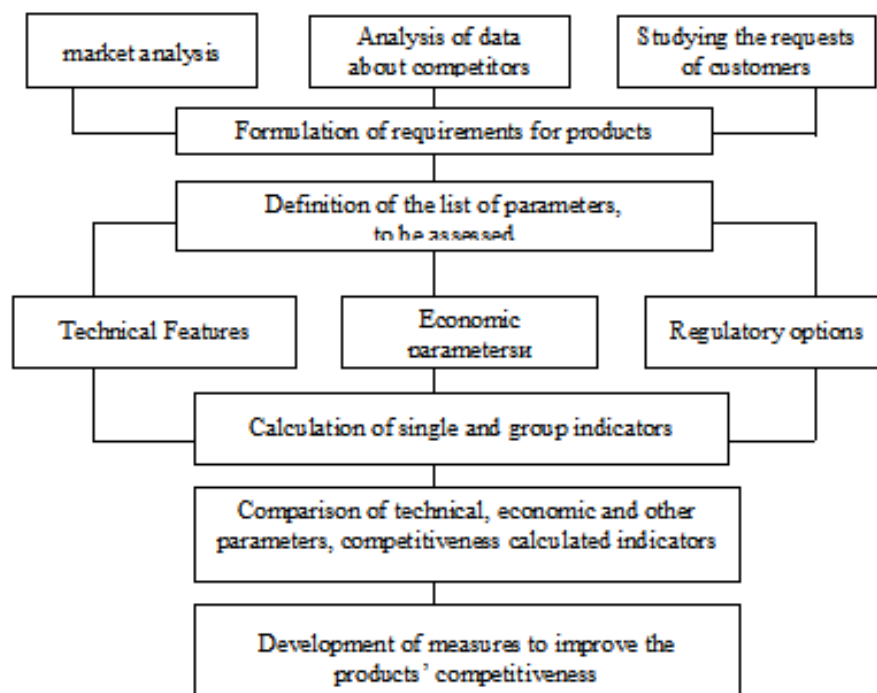 market analysis
Analysis of data
about competitors
Studying the requests
of customers
Formulation of requirements for products
Definition of the list of parameters,
to be assessed
Technical Features
Economic
parametersи
Regulatory options
Calculation of single and group indicators
Comparison of technical, economic and other
parameters, competitiveness calculated indicators
Development of measures to improve the
products’ competitiveness